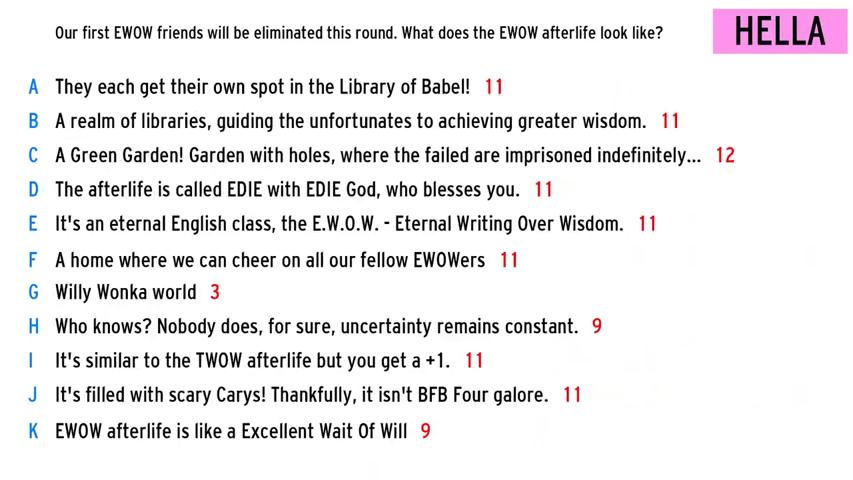 Our first EWOW friends will be eliminated this round. What does the EWOW afterlife look like?
HELLA
A They each get their own spot in the Library of Babel! 11
B A realm of libraries, guiding the unfortunates to achieving greater wisdom. 11
C A Green Garden! Garden with holes, where the failed are imprisoned indefinitely... 12
D The afterlife is called EDIE with EDIE God, who blesses you. 11
E It's an eternal English class, the E.W.O.W. - Eternal Writing Over Wisdom. 11
F A home where we can cheer on all our fellow EWOWers 11
G Willy Wonka world 3
H Who knows? Nobody does, for sure, uncertainty remains constant. 9
I It's similar to the TWOW afterlife but you get a +1. 11
J It's filled with scary Carys! Thankfully, it isn't BFB Four galore. 11
K EWOW afterlife is like a Excellent Wait Of Will 9